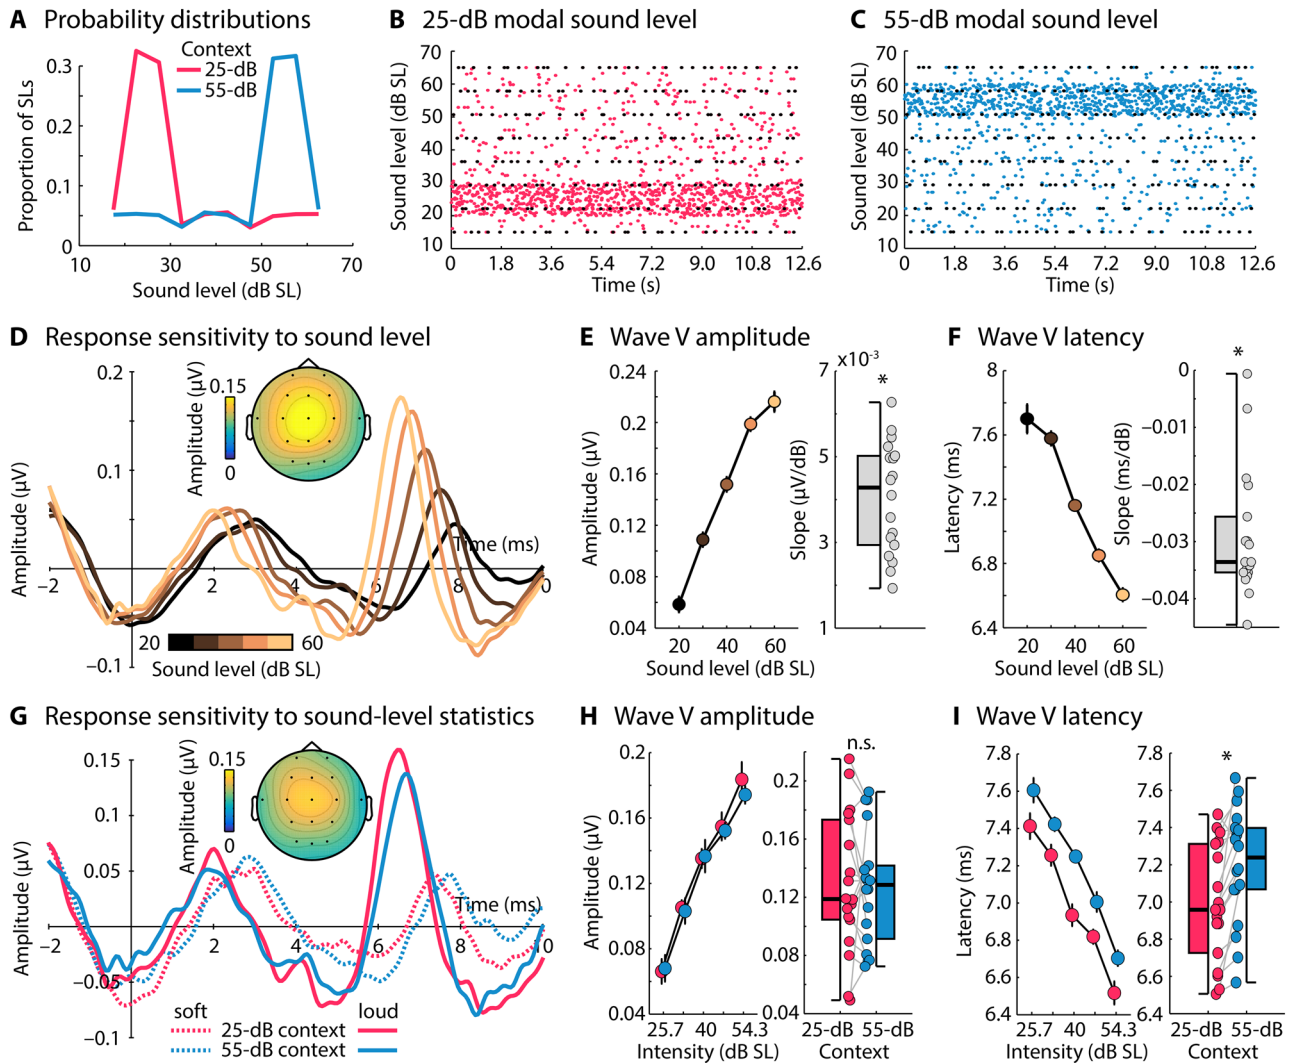 A Probability distributions
Context
25-dB
55-dB
Proportion of SLs
0.3
0.2
0.1
0
10 30 50 70
Sound level (dB SL)
B 25-dB modal sound level
Sound level (dB SL)
70
60
50
40
30
20
10
0 1.8 3.6 5.4 7.2 9.0 10.8 12.6
Time (s)
C 55-dB modal sound level
Sound level (dB SL)
70
60
50
40
30
20
10
0 1.8 3.6 5.4 7.2 9.0 10.8 12.6
Time (s)
D Response sensitivity to sound level
Amplitude (µV)
0.2
0.1
−0.1
Amplitude (µV)
0.15
0
Time (ms)
−2 2 4 6 8 0
20 60
Sound level (dB SL)
E Wave V amplitude
Amplitude (µV)
0.24
0.2
0.16
0.12
0.08
0.04
20 40 60
Sound level (dB SL)
Slope (µV/dB)
7 x10⁻³
5
3
1
*
F Wave V latency
Latency (ms)
8
7.6
7.2
6.8
6.4
20 40 60
Sound level (dB SL)
Slope (ms/dB)
0
−0.01
−0.02
−0.03
−0.04
*
G Response sensitivity to sound-level statistics
Amplitude (µV)
0.15
0.1
0.05
−0.05
−0.1
Amplitude (µV)
0.15
0
Time (ms)
−2 2 4 6 8 10
soft loud
25-dB context
55-dB context
H Wave V amplitude
Amplitude (µV)
0.2
0.16
0.12
0.08
0.04
25.7 40 54.3
Intensity (dB SL)
n.s.
0.2
0.16
0.12
0.08
0.04
25-dB 55-dB
Context
I Wave V latency
Latency (ms)
7.8
7.6
7.4
7.2
7.0
6.8
6.6
6.4
25.7 40 54.3
Intensity (dB SL)
*
7.8
7.6
7.4
7.2
7.0
6.8
6.6
6.4
25-dB 55-dB
Context